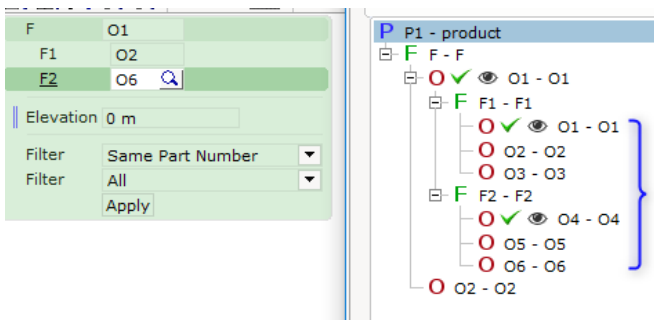 F O1
F1 O2
F2 O6
Elevation 0 m
Filter Same Part Number
Filter All
Apply
P P1 - product
F F - F
O O1 - O1
F F1 - F1
O O1 - O1
O O2 - O2
O O3 - O3
F F2 - F2
O O4 - O4
O O5 - O5
O O6 - O6
O O2 - O2